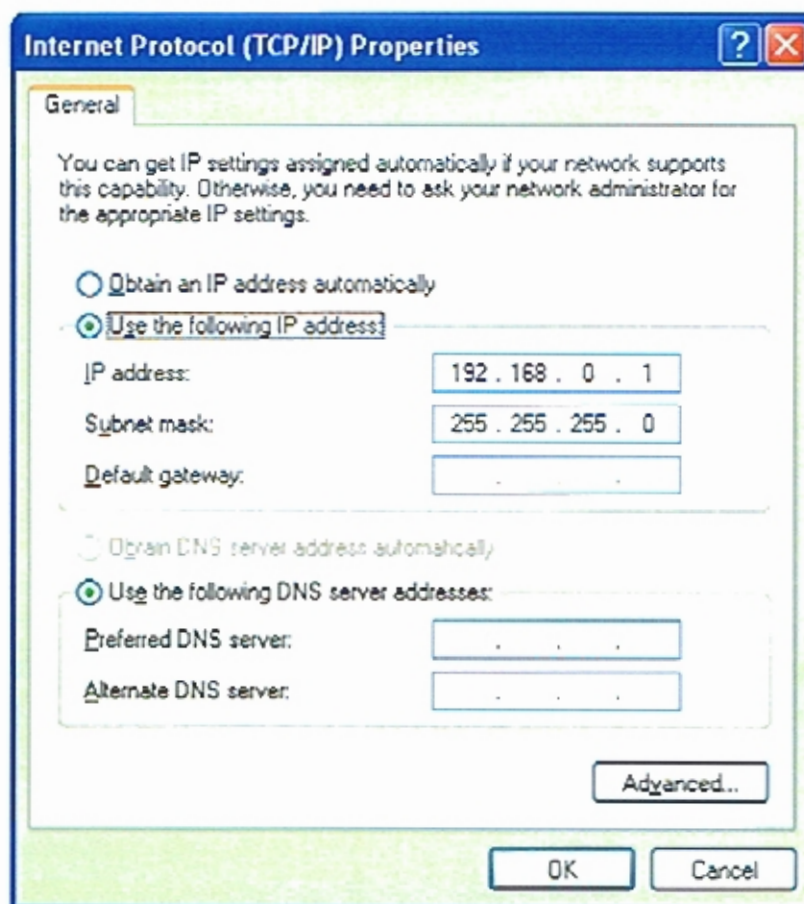 Internet Protocol (TCP/IP) Properties
General
You can get IP settings assigned automatically if your network supports
this capability. Otherwise, you need to ask your network administrator for
the appropriate IP settings.
Obtain an IP address automatically
Use the following IP address:
IP address: 192 . 168 . 0 . 1
Subnet mask: 255 . 255 . 255 . 0
Default gateway: . . .
Obtain DNS server address automatically
Use the following DNS server addresses:
Preferred DNS server: . . .
Alternate DNS server: . . .
Advanced...
OK Cancel